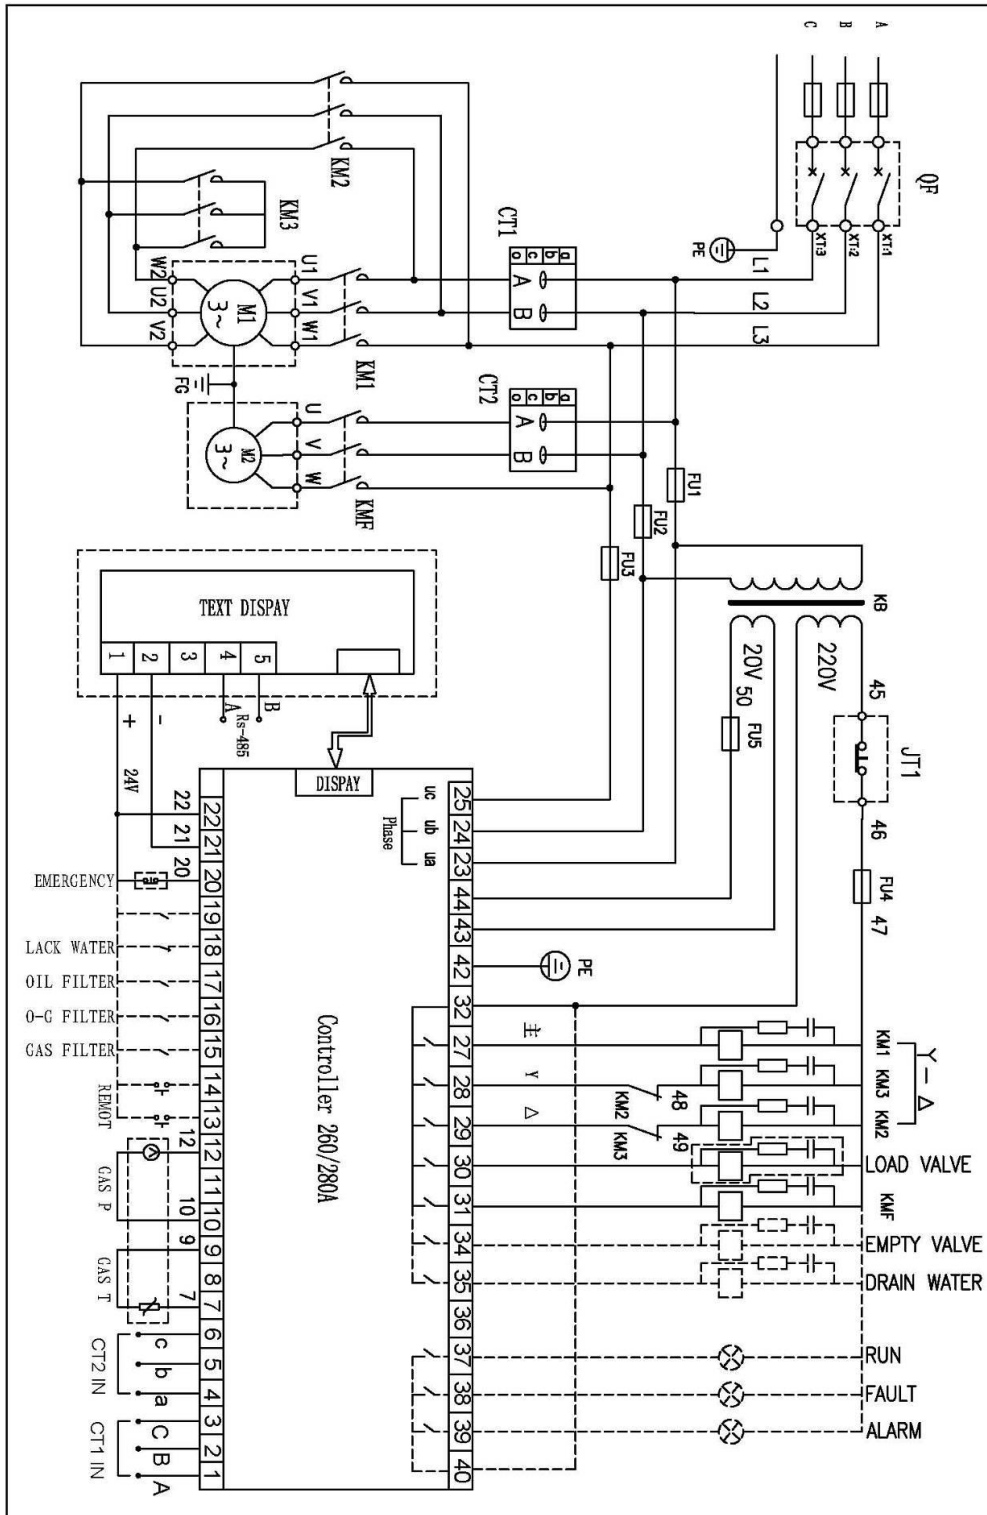 C
B
A
QF
XT:3
XT:2
XT:1
PE
L1
L2
L3
KM2
KM3
CT1
o c b a
A
B
W2
U2
V2
M1
3~
U1
V1
W1
KM1
FG
CT2
o c b a
A
B
M2
3~
U
V
W
KMF
FU1
FU2
FU3
KB
20V
220V
50
FU5
45
JT1
46
FU4
47
TEXT DISPAY
1 2 3 4 5
+
-
A
B
Rs-485
24V
DISPAY
uc
ub
ua
Phase
Controller 260/280A
22
21
20
22
21
20
19
18
17
16
15
14
13
12
11
10
9
8
7
6
5
4
3
2
1
EMERGENCY
LACK WATER
OIL FILTER
O-G FILTER
GAS FILTER
REMOT
12
10
GAS P
9
7
GAS T
c
b
a
CT2 IN
C
B
A
CT1 IN
25
24
23
44
43
42
32
27
28
29
30
31
34
35
36
37
38
39
40
PE
主
Y
△
KM2
48
KM3
49
KM1
KM3
KM2
Y-△
LOAD VALVE
KMF
EMPTY VALVE
DRAIN WATER
RUN
FAULT
ALARM